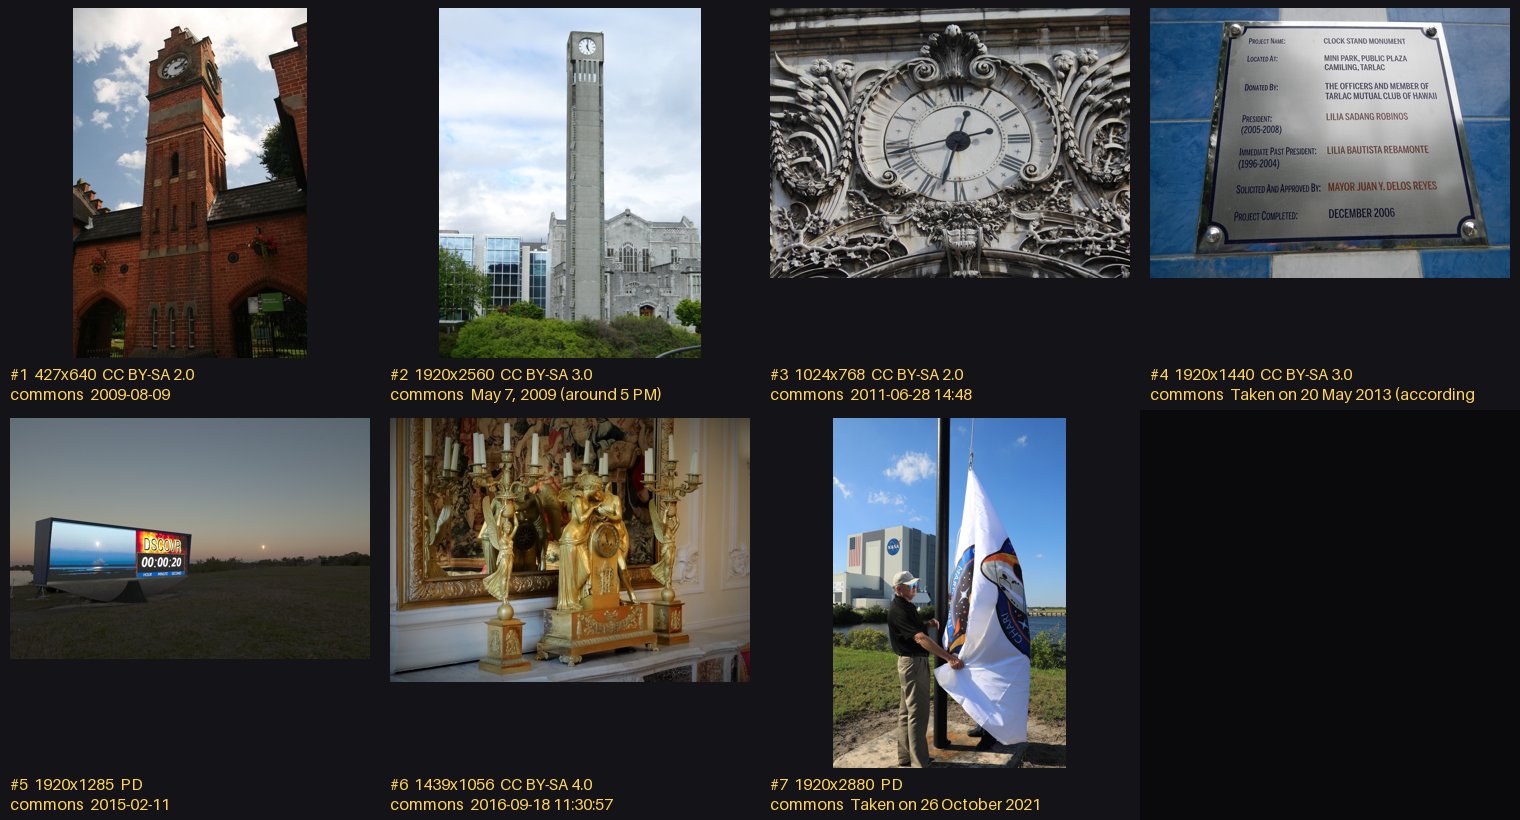 #1 427x640 CC BY-SA 2.0
commons 2009-08-09
#2 1920x2560 CC BY-SA 3.0
commons May 7, 2009 (around 5 PM)
#3 1024x768 CC BY-SA 2.0
commons 2011-06-28 14:48
PROJECT NAME: CLOCK STAND MONUMENT
LOCATED AT: MINI PARK, PUBLIC PLAZA
CAMILING, TARLAC
DONATED BY: THE OFFICERS AND MEMBER OF
TARLAC MUTUAL CLUB OF HAWAII
PRESIDENT: LILIA SADANG ROBINOS
(2005-2008)
IMMEDIATE PAST PRESIDENT: LILIA BAUTISTA REBAMONTE
(1996-2004)
SOLICITED AND APPROVED BY: MAYOR JUAN Y. DELOS REYES
PROJECT COMPLETED: DECEMBER 2006
#4 1920x1440 CC BY-SA 3.0
commons Taken on 20 May 2013 (according
DSCOVR
00:00:20
HOUR MINUTE SECOND
#5 1920x1285 PD
commons 2015-02-11
#6 1439x1056 CC BY-SA 4.0
commons 2016-09-18 11:30:57
NASA
CHARI
#7 1920x2880 PD
commons Taken on 26 October 2021